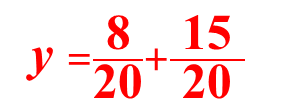 y = 8/20 + 15/20